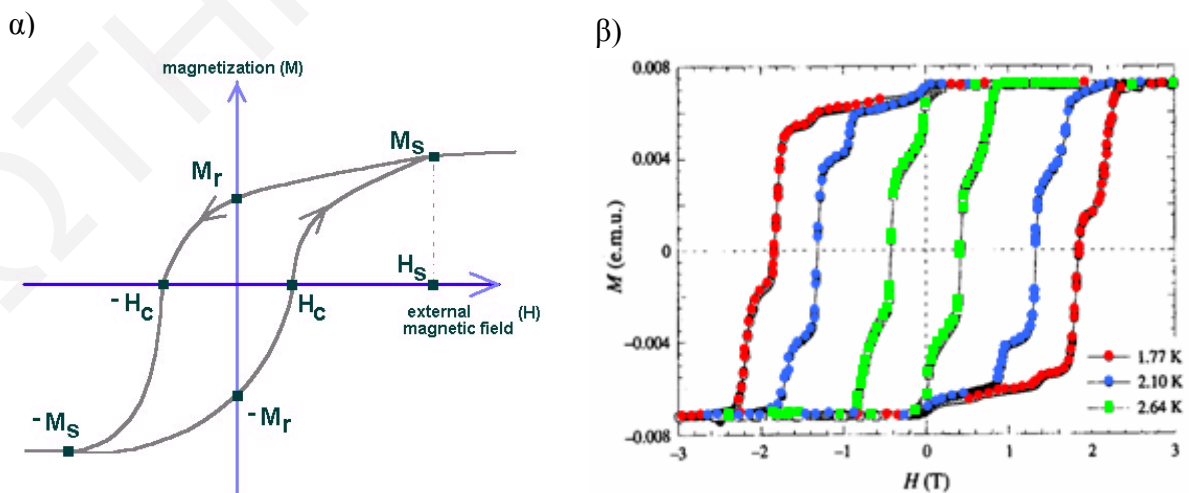 α)
magnetization (M)
Ms
Mr
Hs
-Hc
Hc
external (H)
magnetic field
-Ms
-Mr
β)
0.008
0.004
0
−0.004
−0.008
M (e.m.u.)
1.77 K
2.10 K
2.64 K
−3 −2 −1 0 1 2 3
H (T)